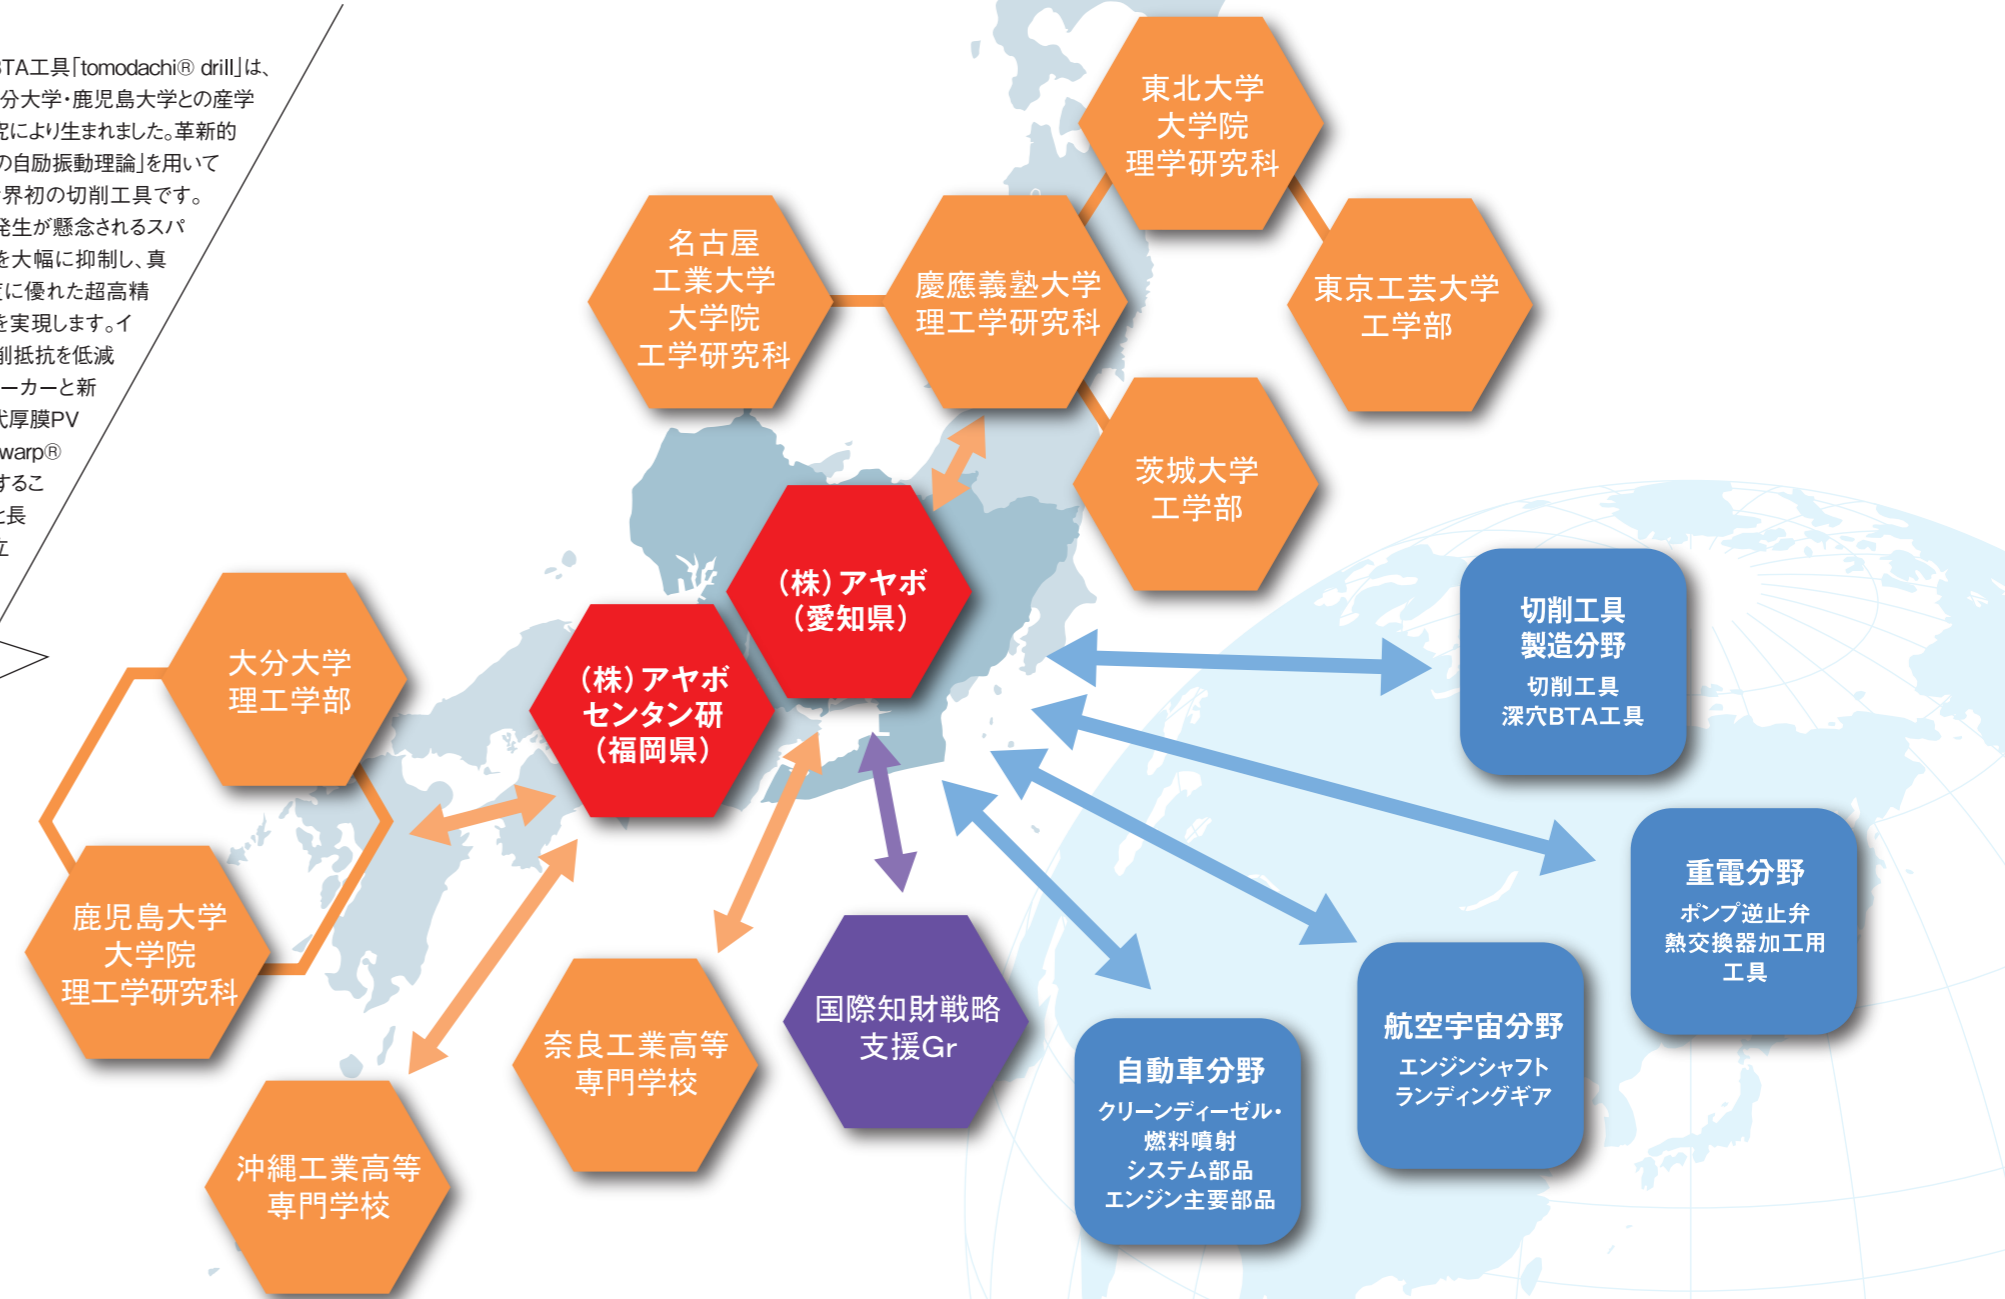 TA工具「tomodachi® drill」は、
分大学・鹿児島大学との産学
究により生まれました。革新的
の自励振動理論」を用いて
界初の切削工具です。
発生が懸念されるスパ
を大幅に抑制し、真
度に優れた超高精
を実現します。イ
削抵抗を低減
ーカーと新
代厚膜PV
warp®
するこ
と長
立
東北大学
大学院
理学研究科
名古屋
工業大学
大学院
工学研究科
慶應義塾大学
理工学研究科
東京工芸大学
工学部
茨城大学
工学部
（株）アヤボ
（愛知県）
（株）アヤボ
センタン研
（福岡県）
大分大学
理工学部
鹿児島大学
大学院
理工学研究科
沖縄工業高等
専門学校
奈良工業高等
専門学校
国際知財戦略
支援Gr
切削工具
製造分野
切削工具
深穴BTA工具
重電分野
ポンプ逆止弁
熱交換器加工用
工具
航空宇宙分野
エンジンシャフト
ランディングギア
自動車分野
クリーンディーゼル・
燃料噴射
システム部品
エンジン主要部品